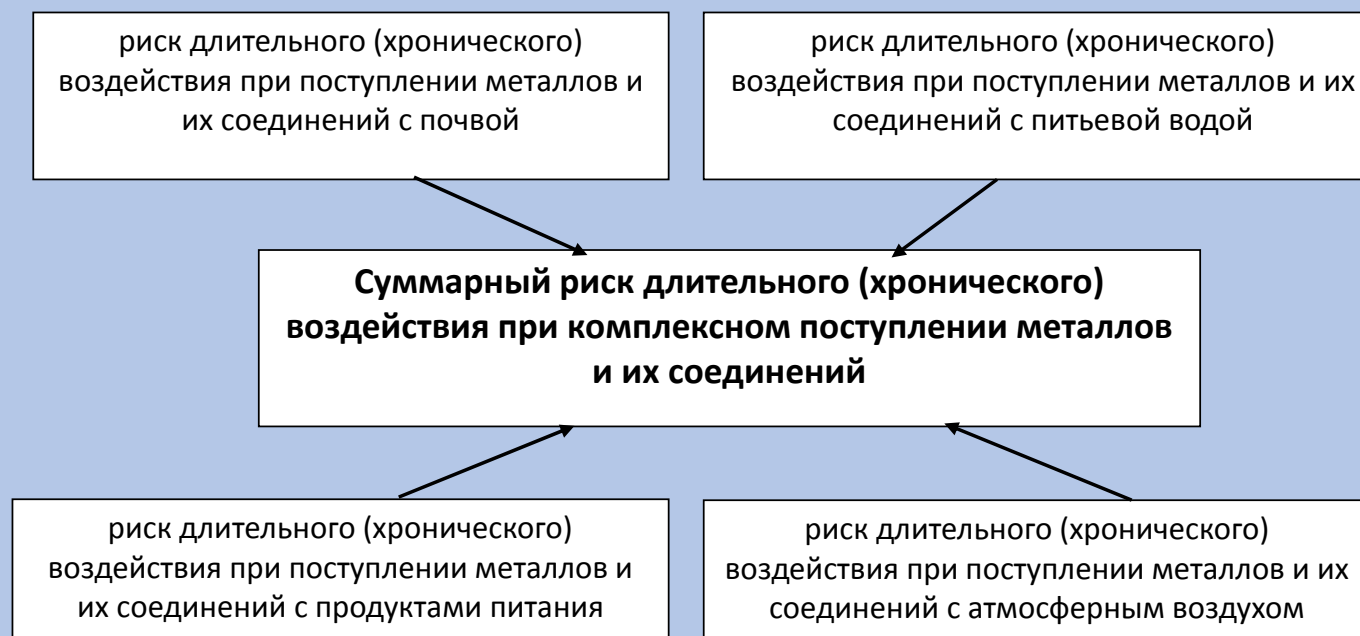 риск длительного (хронического)
воздействия при поступлении металлов и
их соединений с почвой
риск длительного (хронического)
воздействия при поступлении металлов и их
соединений с питьевой водой
Суммарный риск длительного (хронического)
воздействия при комплексном поступлении металлов
и их соединений
риск длительного (хронического)
воздействия при поступлении металлов и
их соединений с продуктами питания
риск длительного (хронического)
воздействия при поступлении металлов и их
соединений с атмосферным воздухом